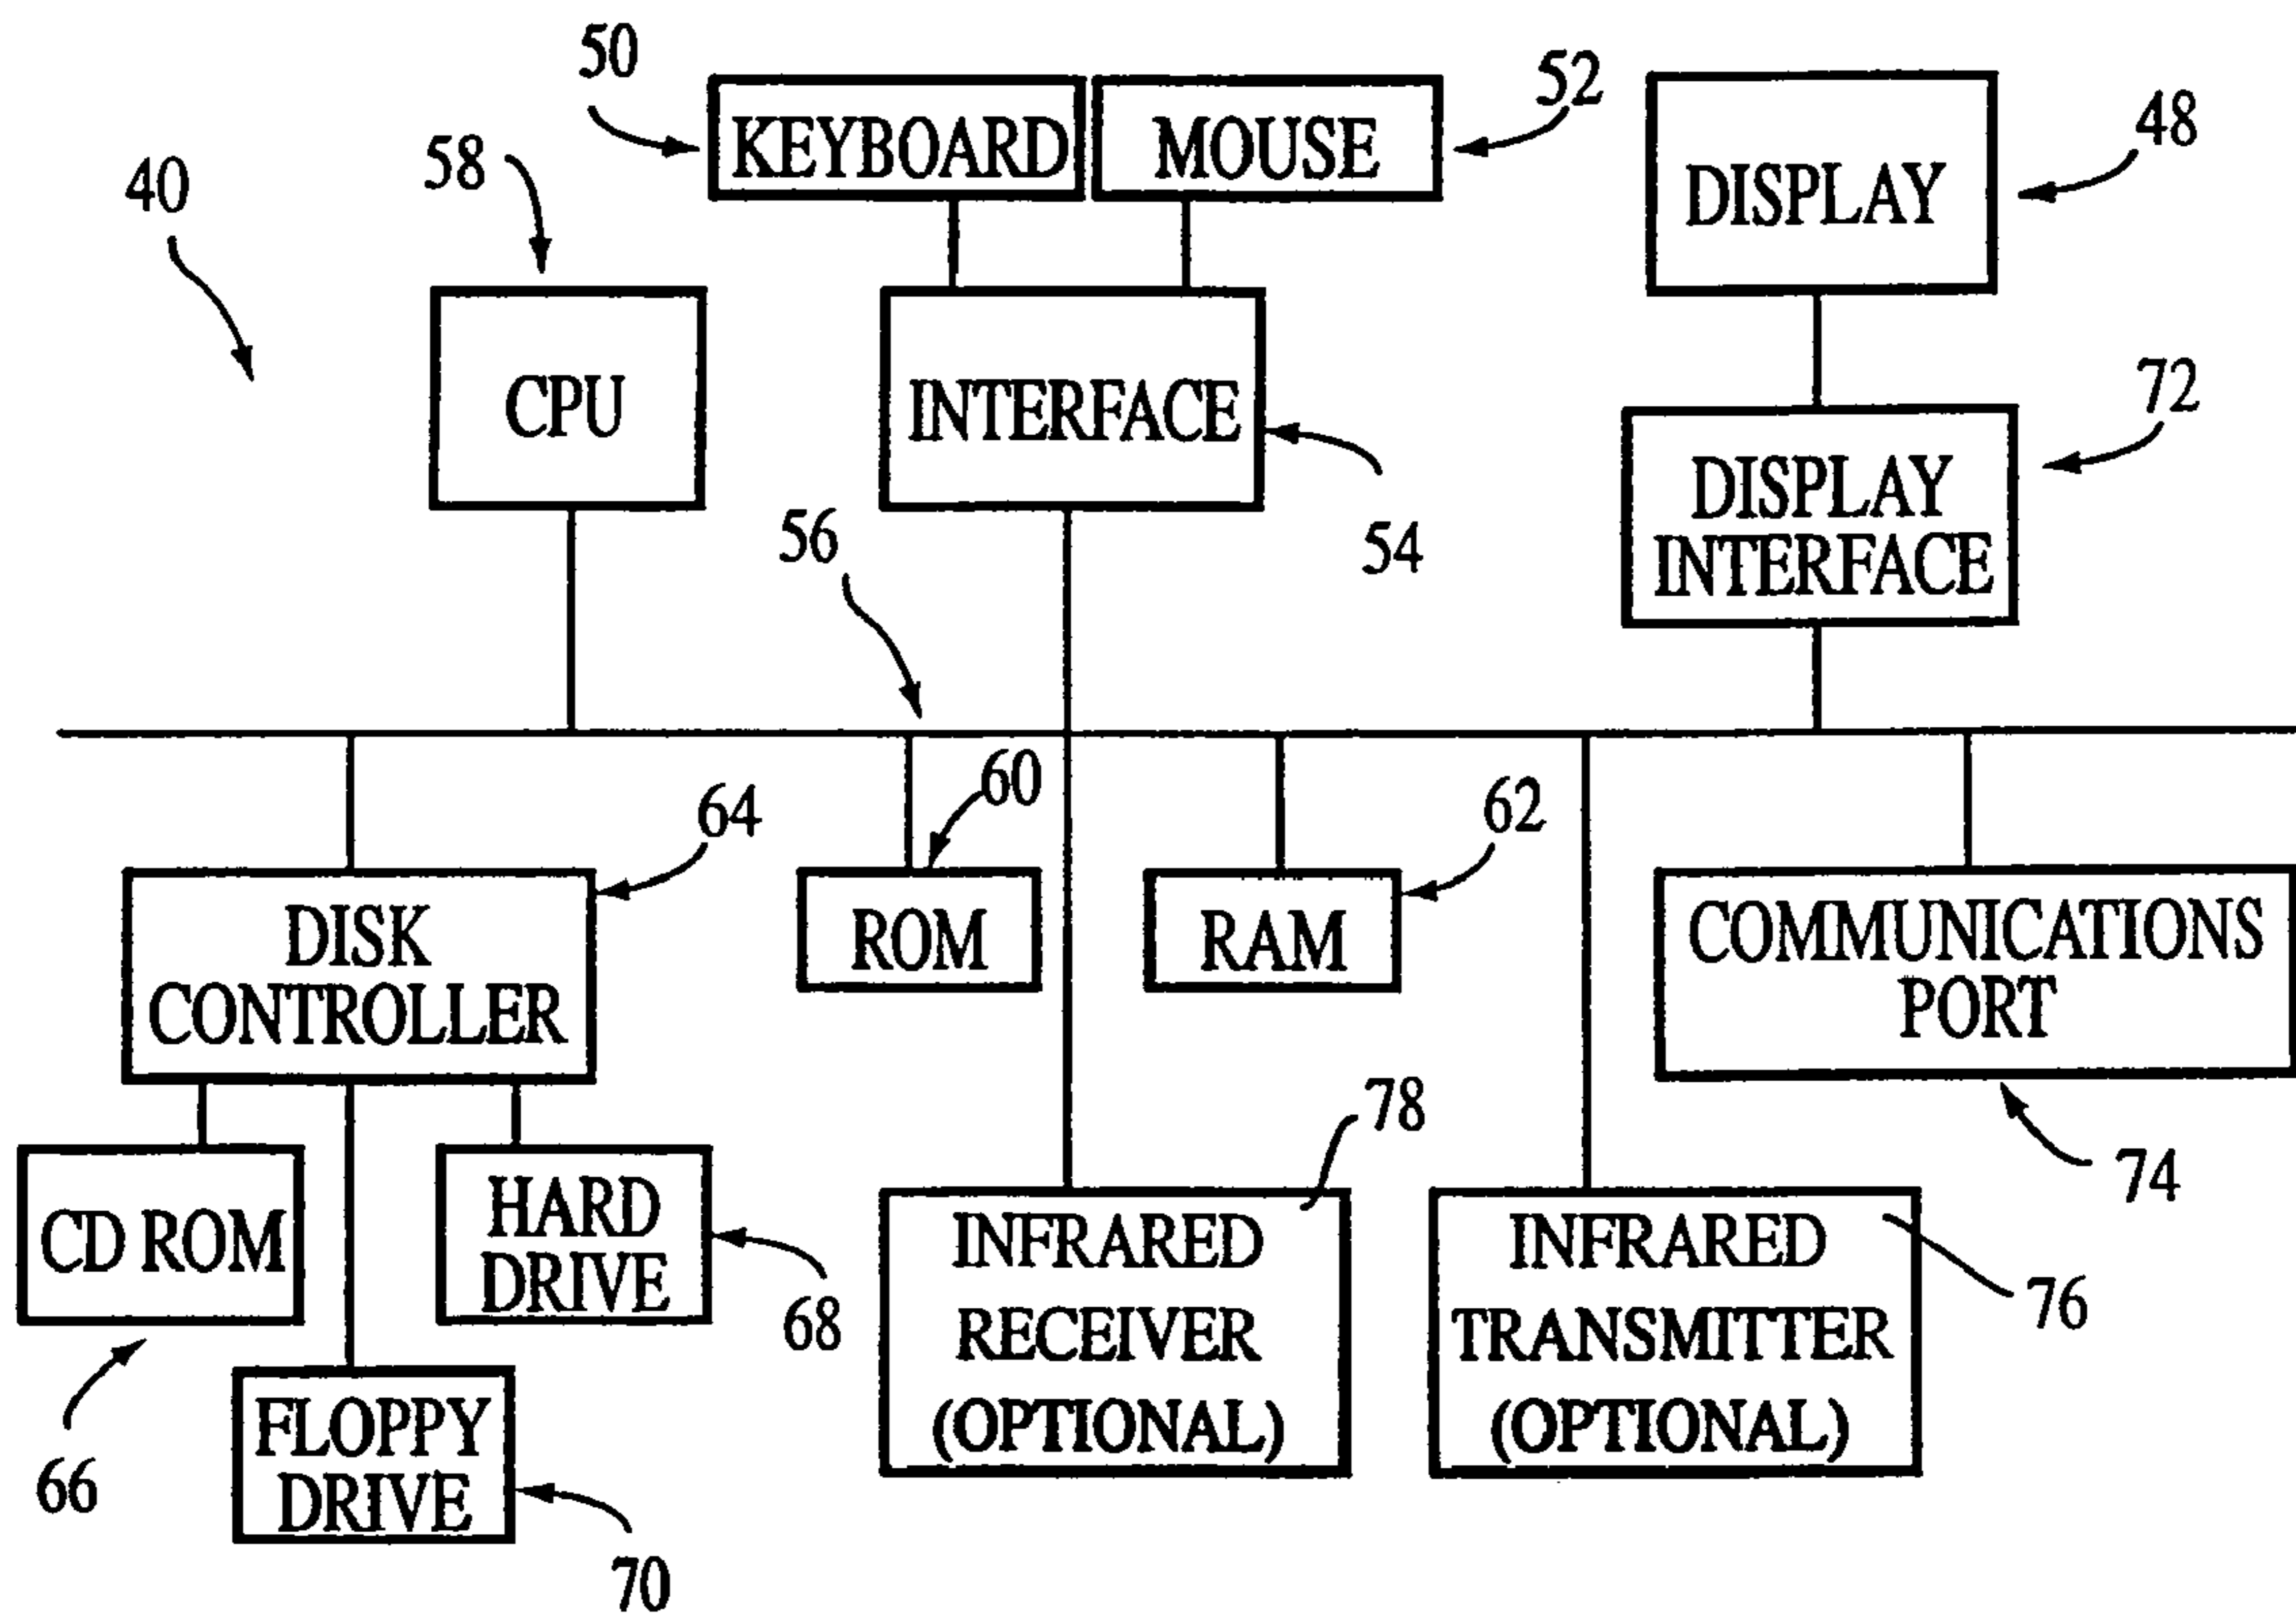 50
KEYBOARD
MOUSE
52
58
40
DISPLAY
48
CPU
INTERFACE
54
72
DISPLAY
INTERFACE
56
64
60
62
DISK
CONTROLLER
ROM
RAM
COMMUNICATIONS
PORT
74
CD ROM
66
HARD
DRIVE
68
FLOPPY
DRIVE
70
78
INFRARED
RECEIVER
(OPTIONAL)
INFRARED
TRANSMITTER
(OPTIONAL)
76